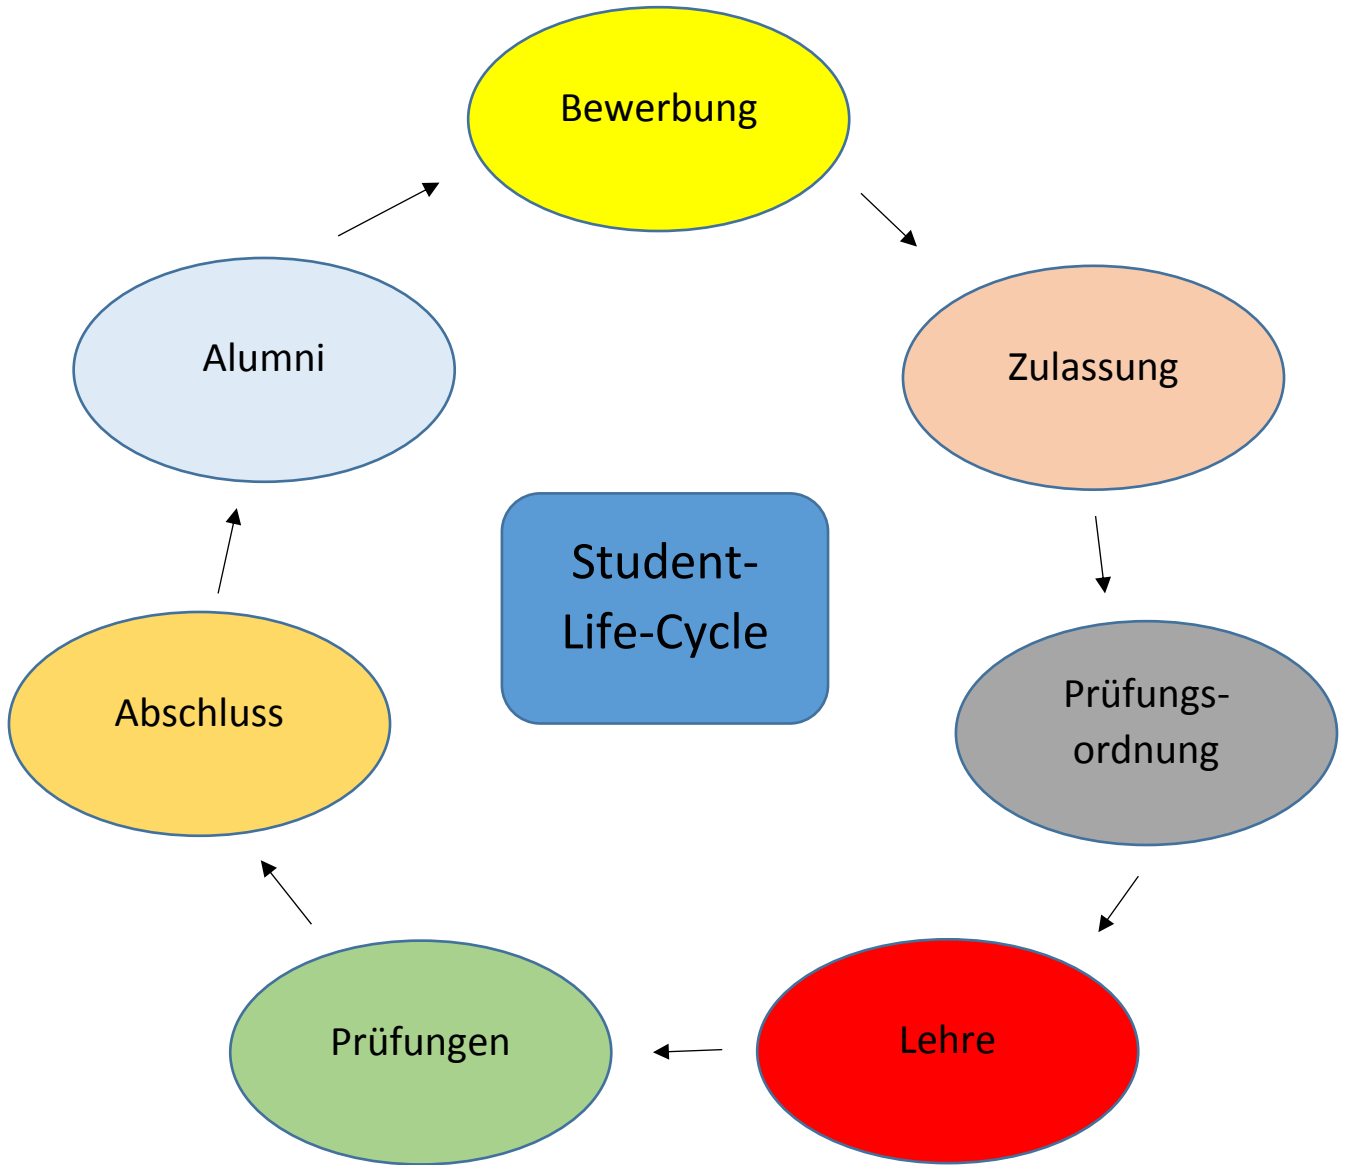 Bewerbung
Zulassung
Prüfungs-
ordnung
Lehre
Prüfungen
Abschluss
Alumni
Student-
Life-Cycle